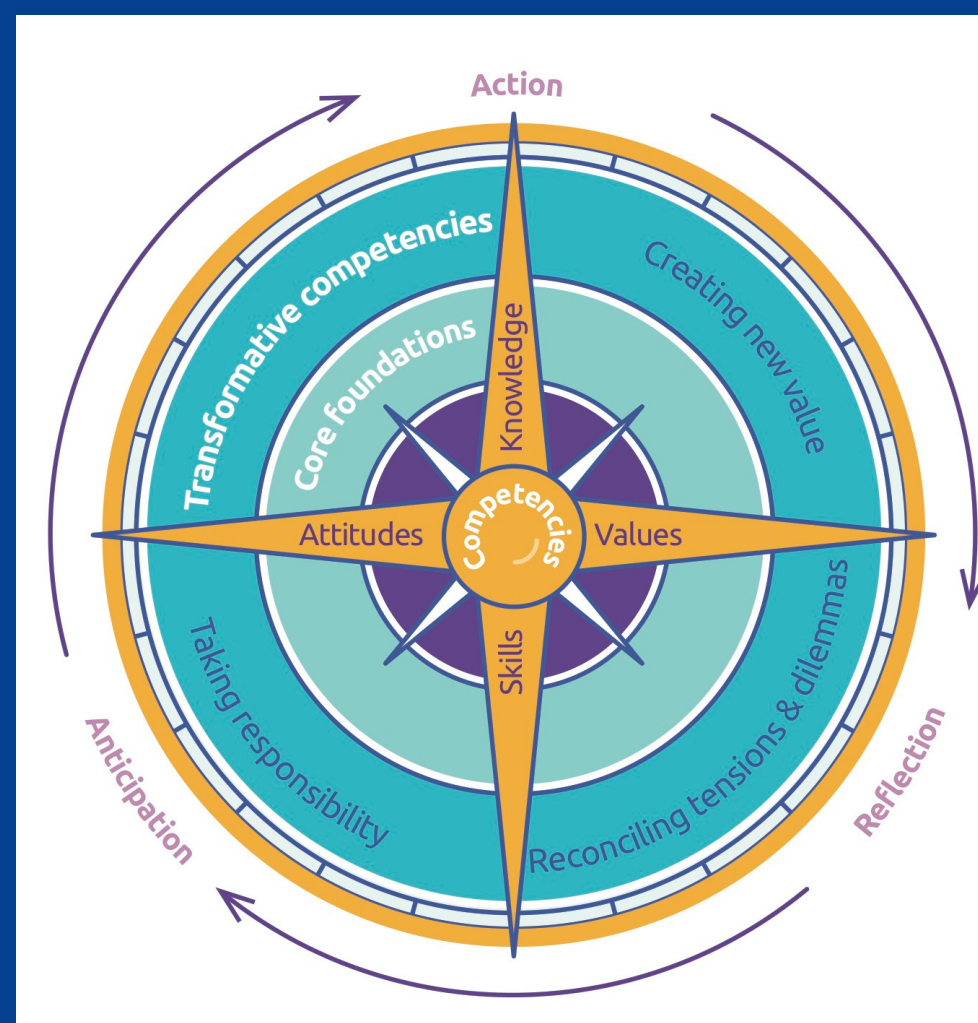 Action
Transformative competencies
Creating new value
Core foundations
Knowledge
Competencies
Attitudes
Values
Skills
Taking responsibility
Reconciling tensions & dilemmas
Anticipation
Reflection